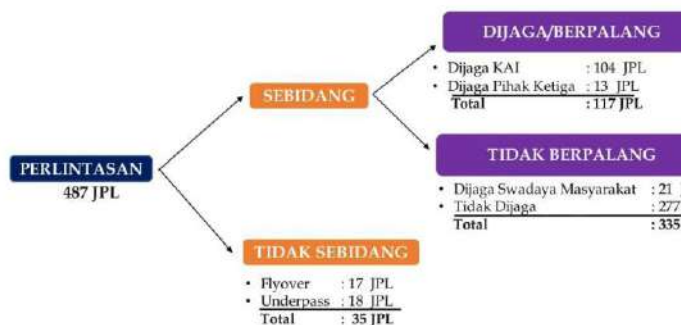 DIJAGA/BERPALANG
• Dijaga KAI : 104 JPL
• Dijaga Pihak Ketiga : 13 JPL
Total : 117 JPL
SEBIDANG
TIDAK BERPALANG
• Dijaga Swadaya Masyarakat : 21
• Tidak Dijaga : 277
Total : 335
PERLINTASAN
487 JPL
TIDAK SEBIDANG
• Flyover : 17 JPL
• Underpass : 18 JPL
Total : 35 JPL